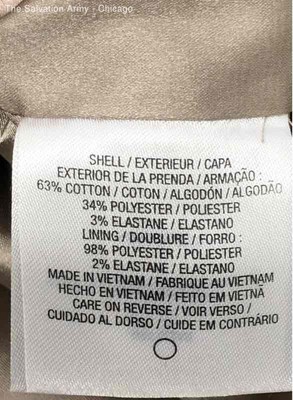 The Salvation Army - Chicago
SHELL / EXTERIEUR / CAPA
EXTERIOR DE LA PRENDA / ARMAÇÃO :
63% COTTON / COTON / ALGODÓN / ALGODÃO
34% POLYESTER / POLIESTER
3% ELASTANE / ELASTANO
LINING / DOUBLURE / FORRO :
98% POLYESTER / POLIESTER
2% ELASTANE / ELASTANO
MADE IN VIETNAM / FABRIQUE AU VIETNAM
HECHO EN VIETNAM / FEITO EM VIETNÃ
CARE ON REVERSE / VOIR VERSO /
CUIDADO AL DORSO / CUIDE EM CONTRÁRIO